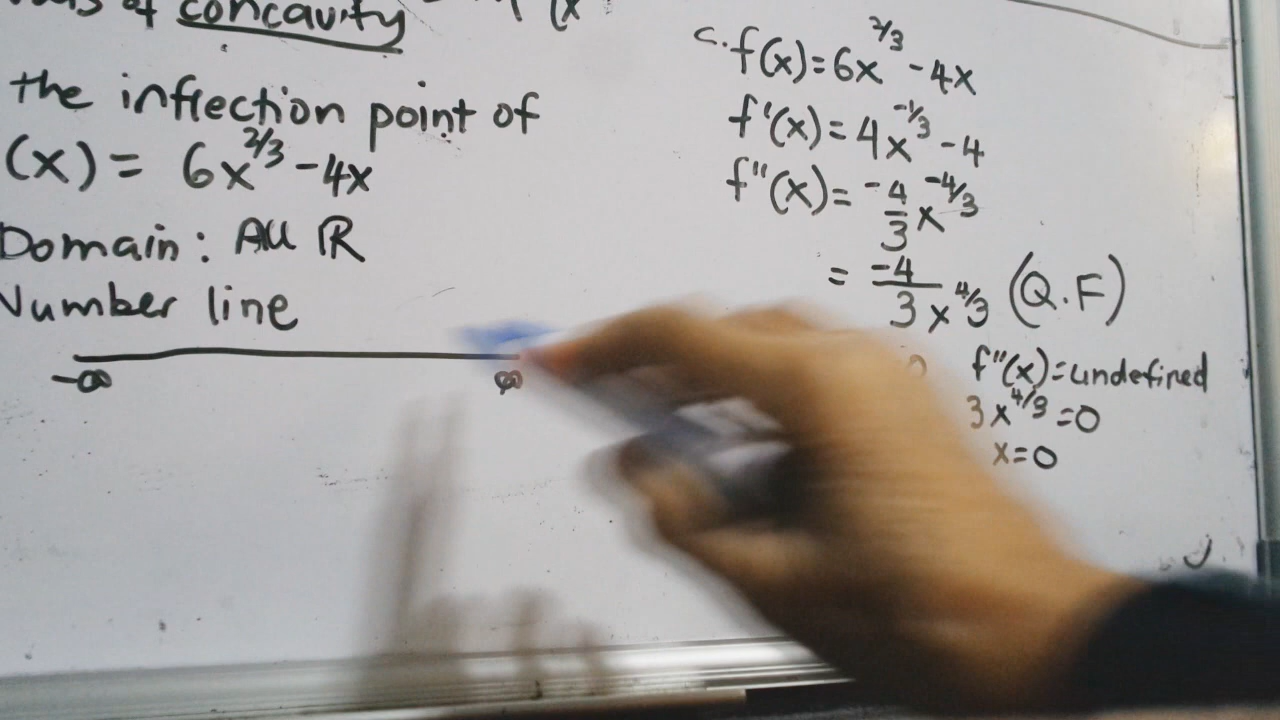 of concavity
the inflection point of
(x) = 6x^2/3 - 4x
Domain: All ℝ
Number line
-∞ ∞
c. f(x) = 6x^2/3 - 4x
f'(x) = 4x^-1/3 - 4
f''(x) = -4/3 x^-4/3
= -4/3x^4/3 (Q.F)
f''(x) = undefined
3x^4/3 = 0
x = 0